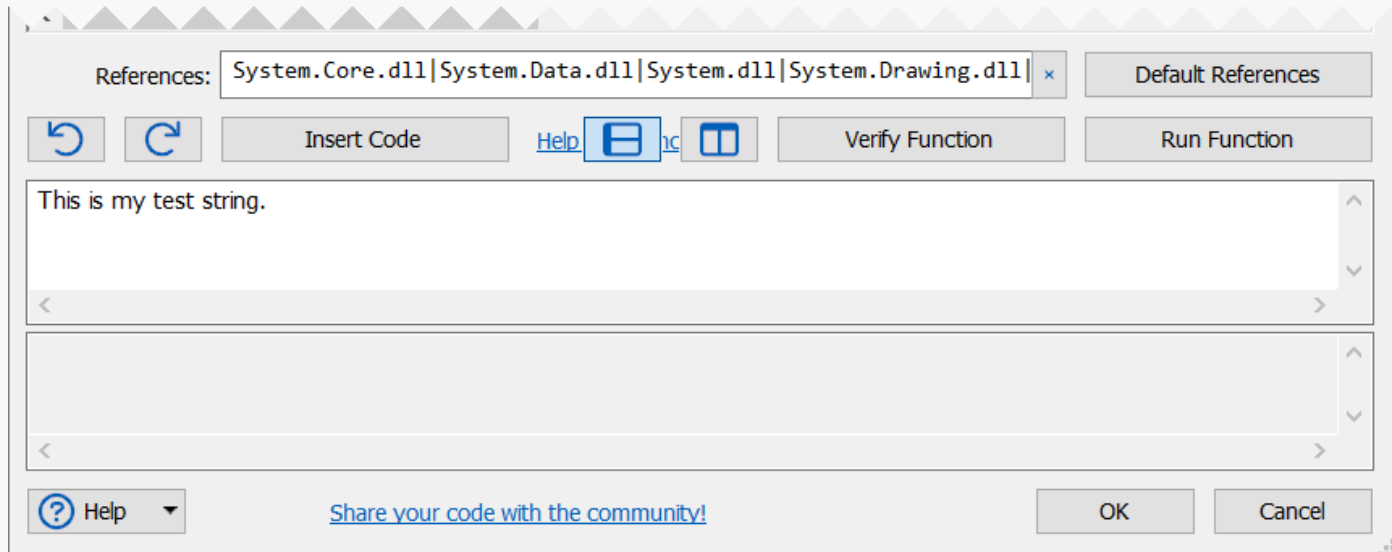 References: System.Core.dll|System.Data.dll|System.dll|System.Drawing.dll| × Default References
Insert Code Help Verify Function Run Function
This is my test string.
Help Share your code with the community! OK Cancel